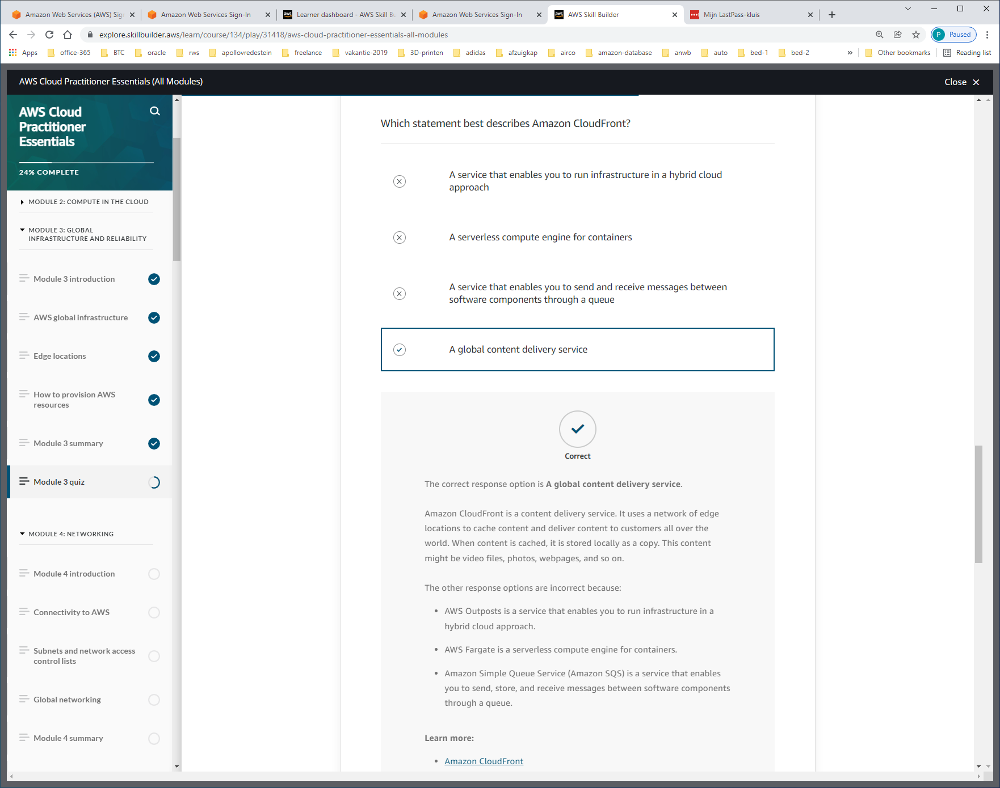 Amazon Web Services (AWS) Sig
Amazon Web Services Sign-In
Learner dashboard - AWS Skill Bu
Amazon Web Services Sign-In
AWS Skill Builder
Mijn LastPass-kluis
explore.skillbuilder.aws/learn/course/134/play/31418/aws-cloud-practitioner-essentials-all-modules
P Paused
Apps
office-365
BTC
oracle
rws
apollovredestein
freelance
vakantie-2019
3D-printen
adidas
afzuigkap
airco
amazon-database
anwb
auto
bed-1
bed-2
»
Other bookmarks
Reading list
AWS Cloud Practitioner Essentials (All Modules)
Close
AWS Cloud
Practitioner
Essentials
24% COMPLETE
MODULE 2: COMPUTE IN THE CLOUD
MODULE 3: GLOBAL
INFRASTRUCTURE AND RELIABILITY
Module 3 introduction
AWS global infrastructure
Edge locations
How to provision AWS
resources
Module 3 summary
Module 3 quiz
MODULE 4: NETWORKING
Module 4 introduction
Connectivity to AWS
Subnets and network access
control lists
Global networking
Module 4 summary
Which statement best describes Amazon CloudFront?
A service that enables you to run infrastructure in a hybrid cloud
approach
A serverless compute engine for containers
A service that enables you to send and receive messages between
software components through a queue
A global content delivery service
Correct
The correct response option is A global content delivery service.
Amazon CloudFront is a content delivery service. It uses a network of edge
locations to cache content and deliver content to customers all over the
world. When content is cached, it is stored locally as a copy. This content
might be video files, photos, webpages, and so on.
The other response options are incorrect because:
• AWS Outposts is a service that enables you to run infrastructure in a
hybrid cloud approach.
• AWS Fargate is a serverless compute engine for containers.
• Amazon Simple Queue Service (Amazon SQS) is a service that enables
you to send, store, and receive messages between software components
through a queue.
Learn more:
• Amazon CloudFront